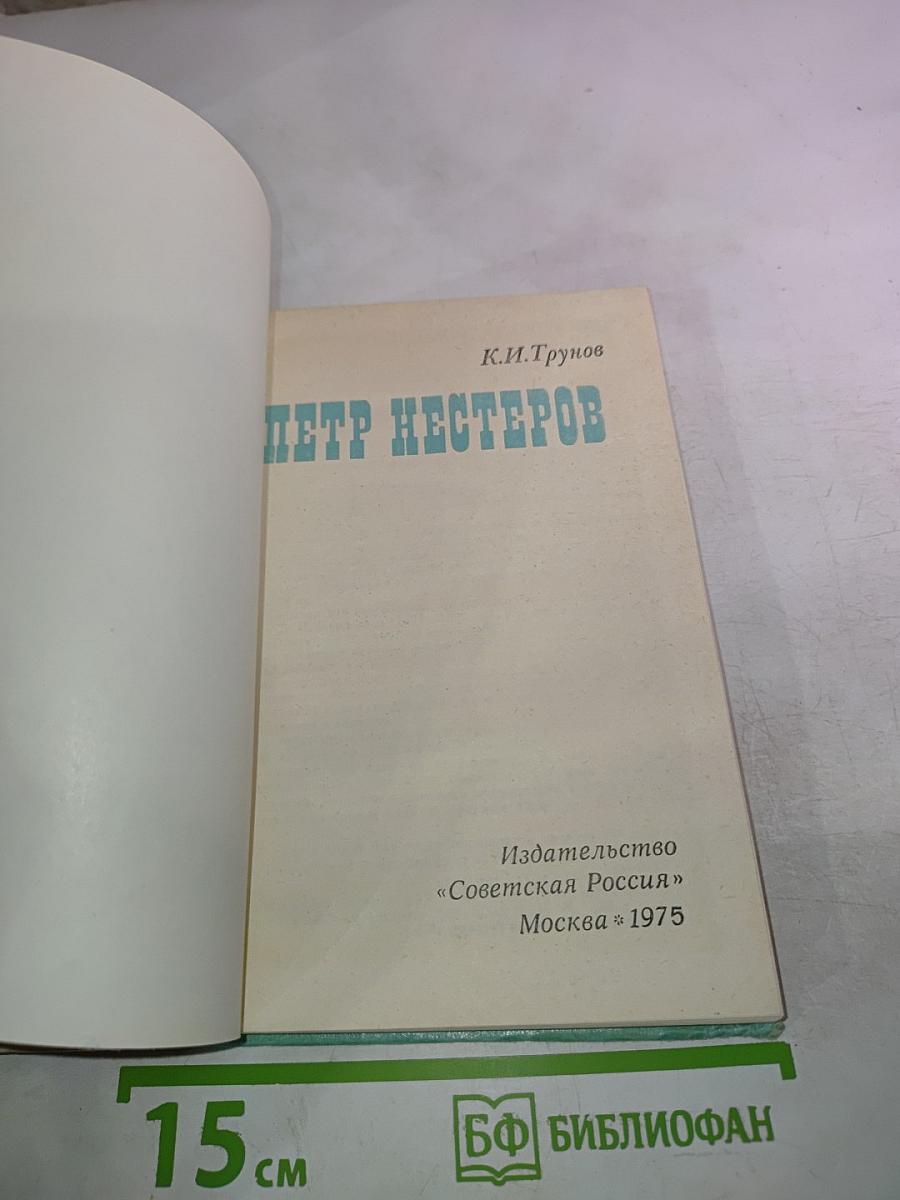 К.И.Трунов
ПЕТР НЕСТЕРОВ
Издательство
«Советская Россия»
Москва * 1975
15 см
БФ БИБЛИОФАН